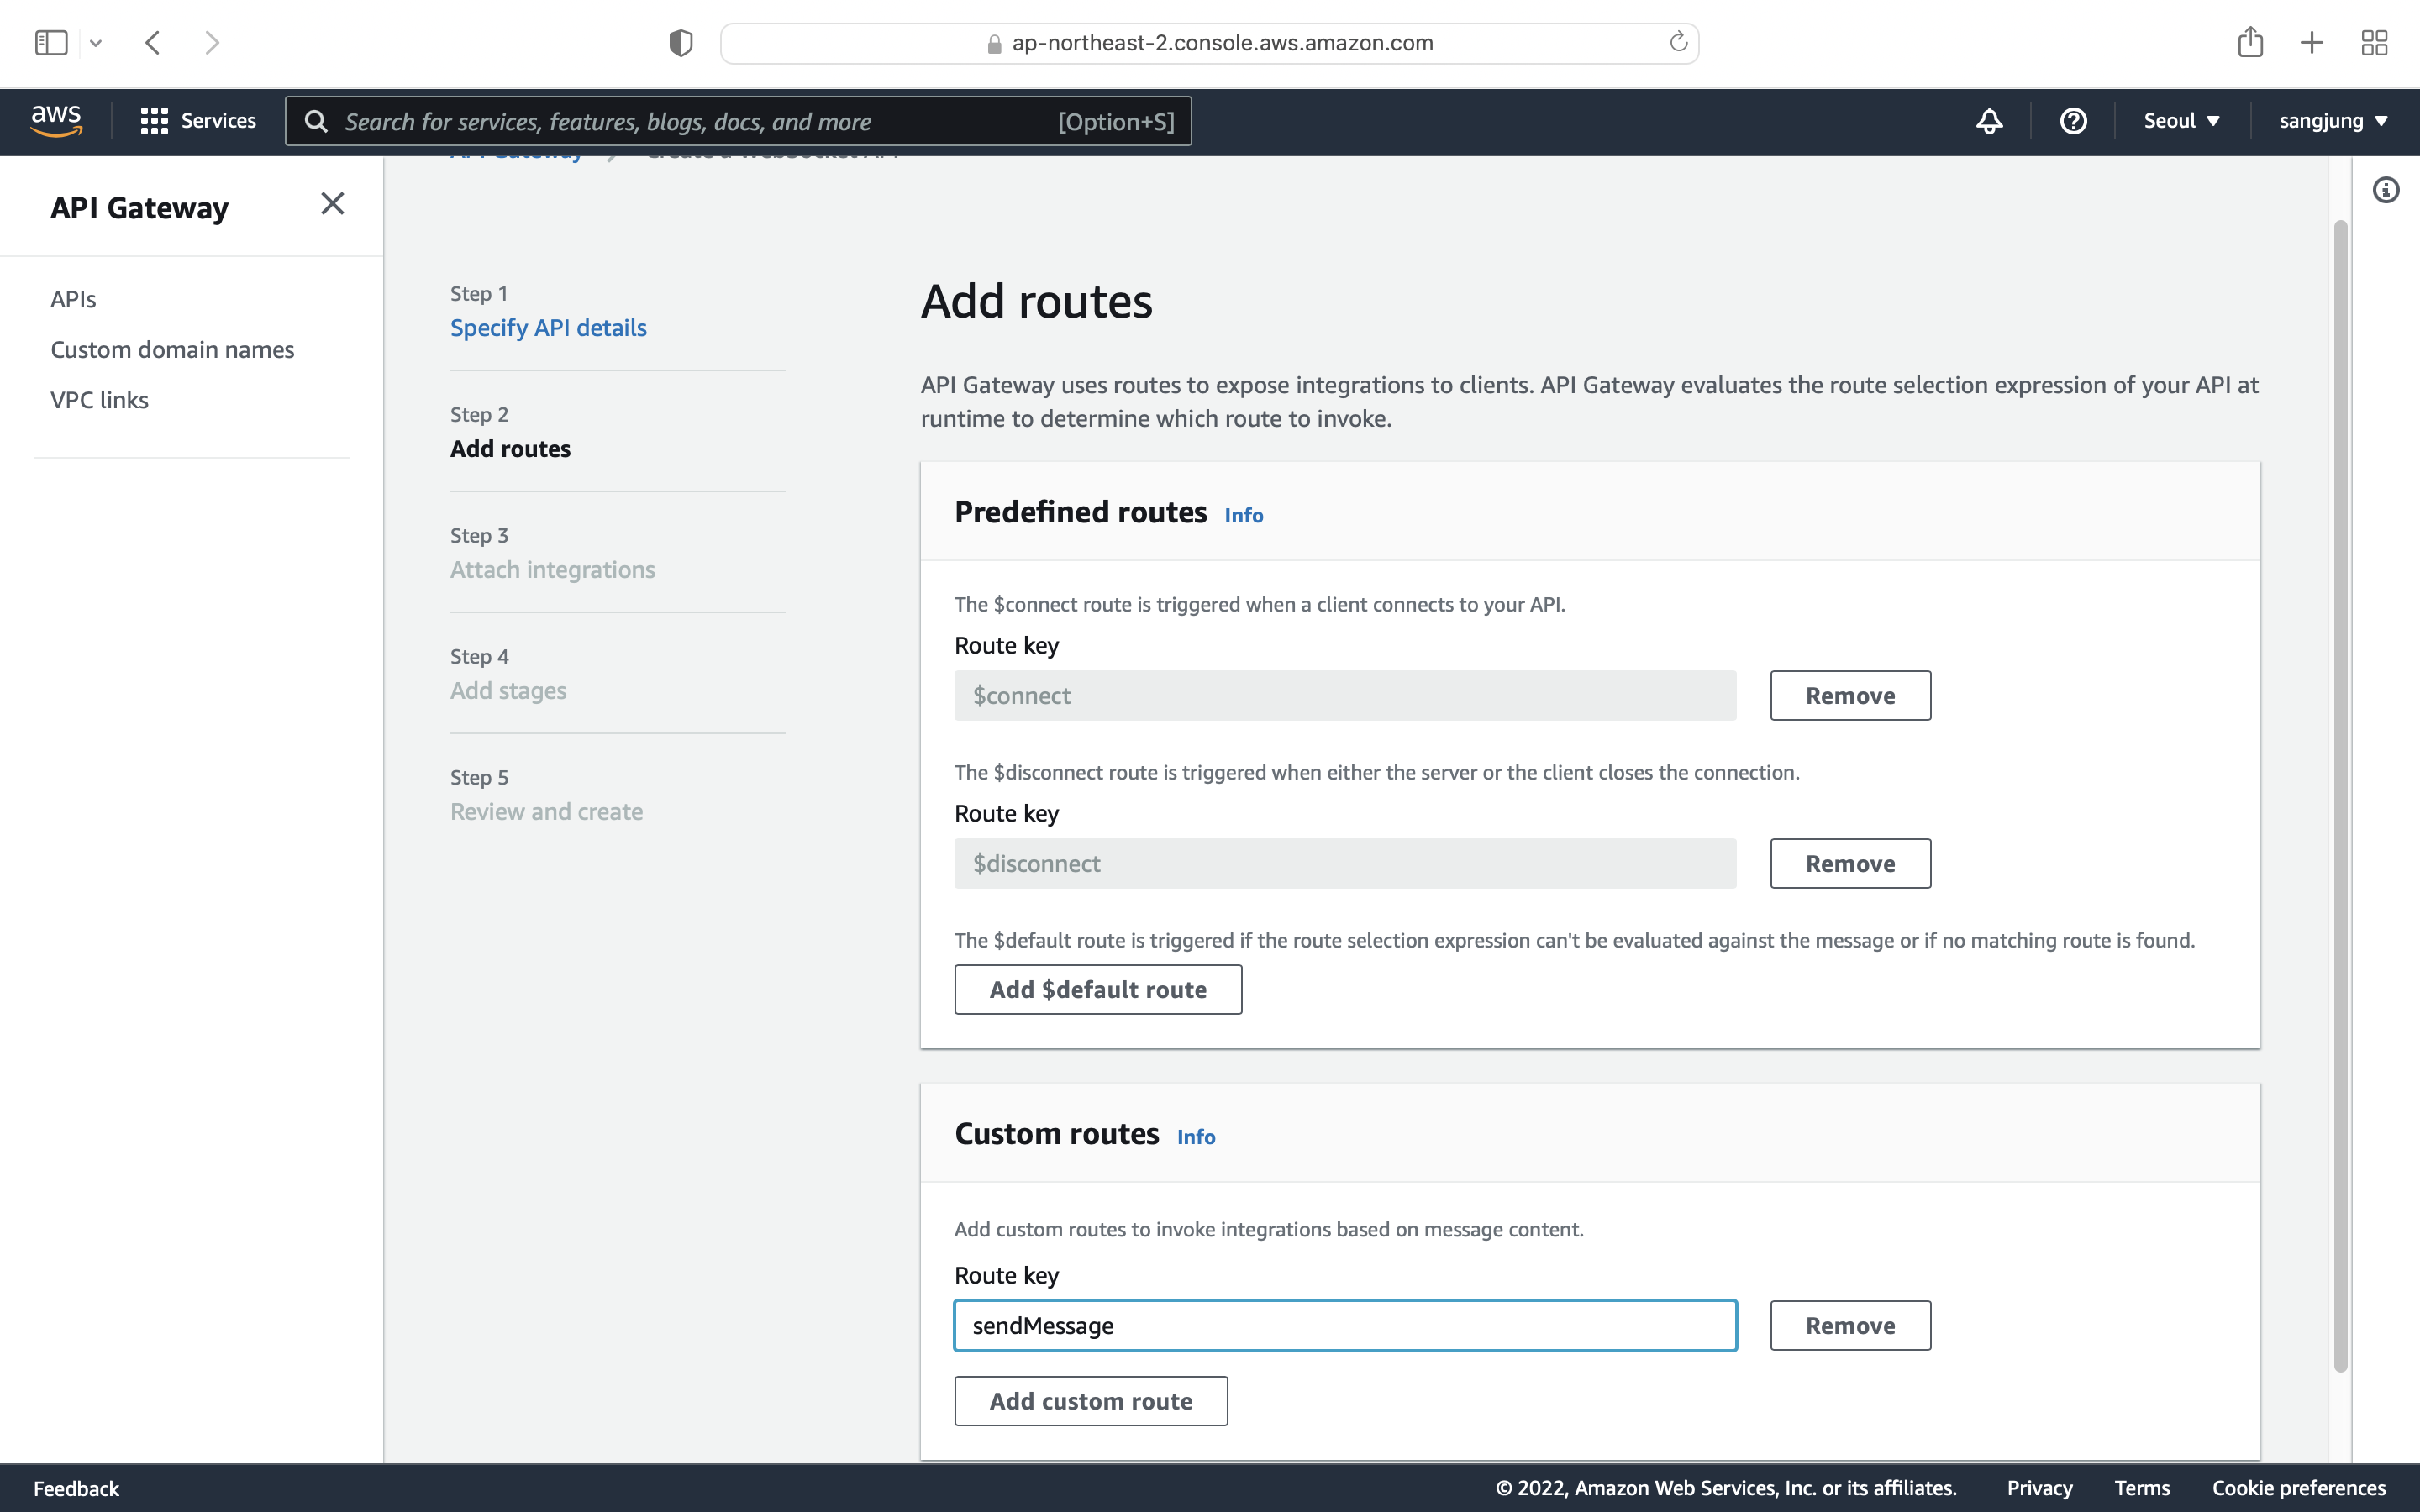 ap-northeast-2.console.aws.amazon.com
aws
Services
Search for services, features, blogs, docs, and more
[Option+S]
Seoul
sangjung
API Gateway
APIs
Custom domain names
VPC links
API Gateway
Create a WebSocket API
Step 1
Specify API details
Step 2
Add routes
Step 3
Attach integrations
Step 4
Add stages
Step 5
Review and create
Add routes
API Gateway uses routes to expose integrations to clients. API Gateway evaluates the route selection expression of your API at
runtime to determine which route to invoke.
Predefined routes Info
The $connect route is triggered when a client connects to your API.
Route key
$connect
Remove
The $disconnect route is triggered when either the server or the client closes the connection.
Route key
$disconnect
Remove
The $default route is triggered if the route selection expression can't be evaluated against the message or if no matching route is found.
Add $default route
Custom routes Info
Add custom routes to invoke integrations based on message content.
Route key
sendMessage
Remove
Add custom route
Feedback
© 2022, Amazon Web Services, Inc. or its affiliates.
Privacy
Terms
Cookie preferences